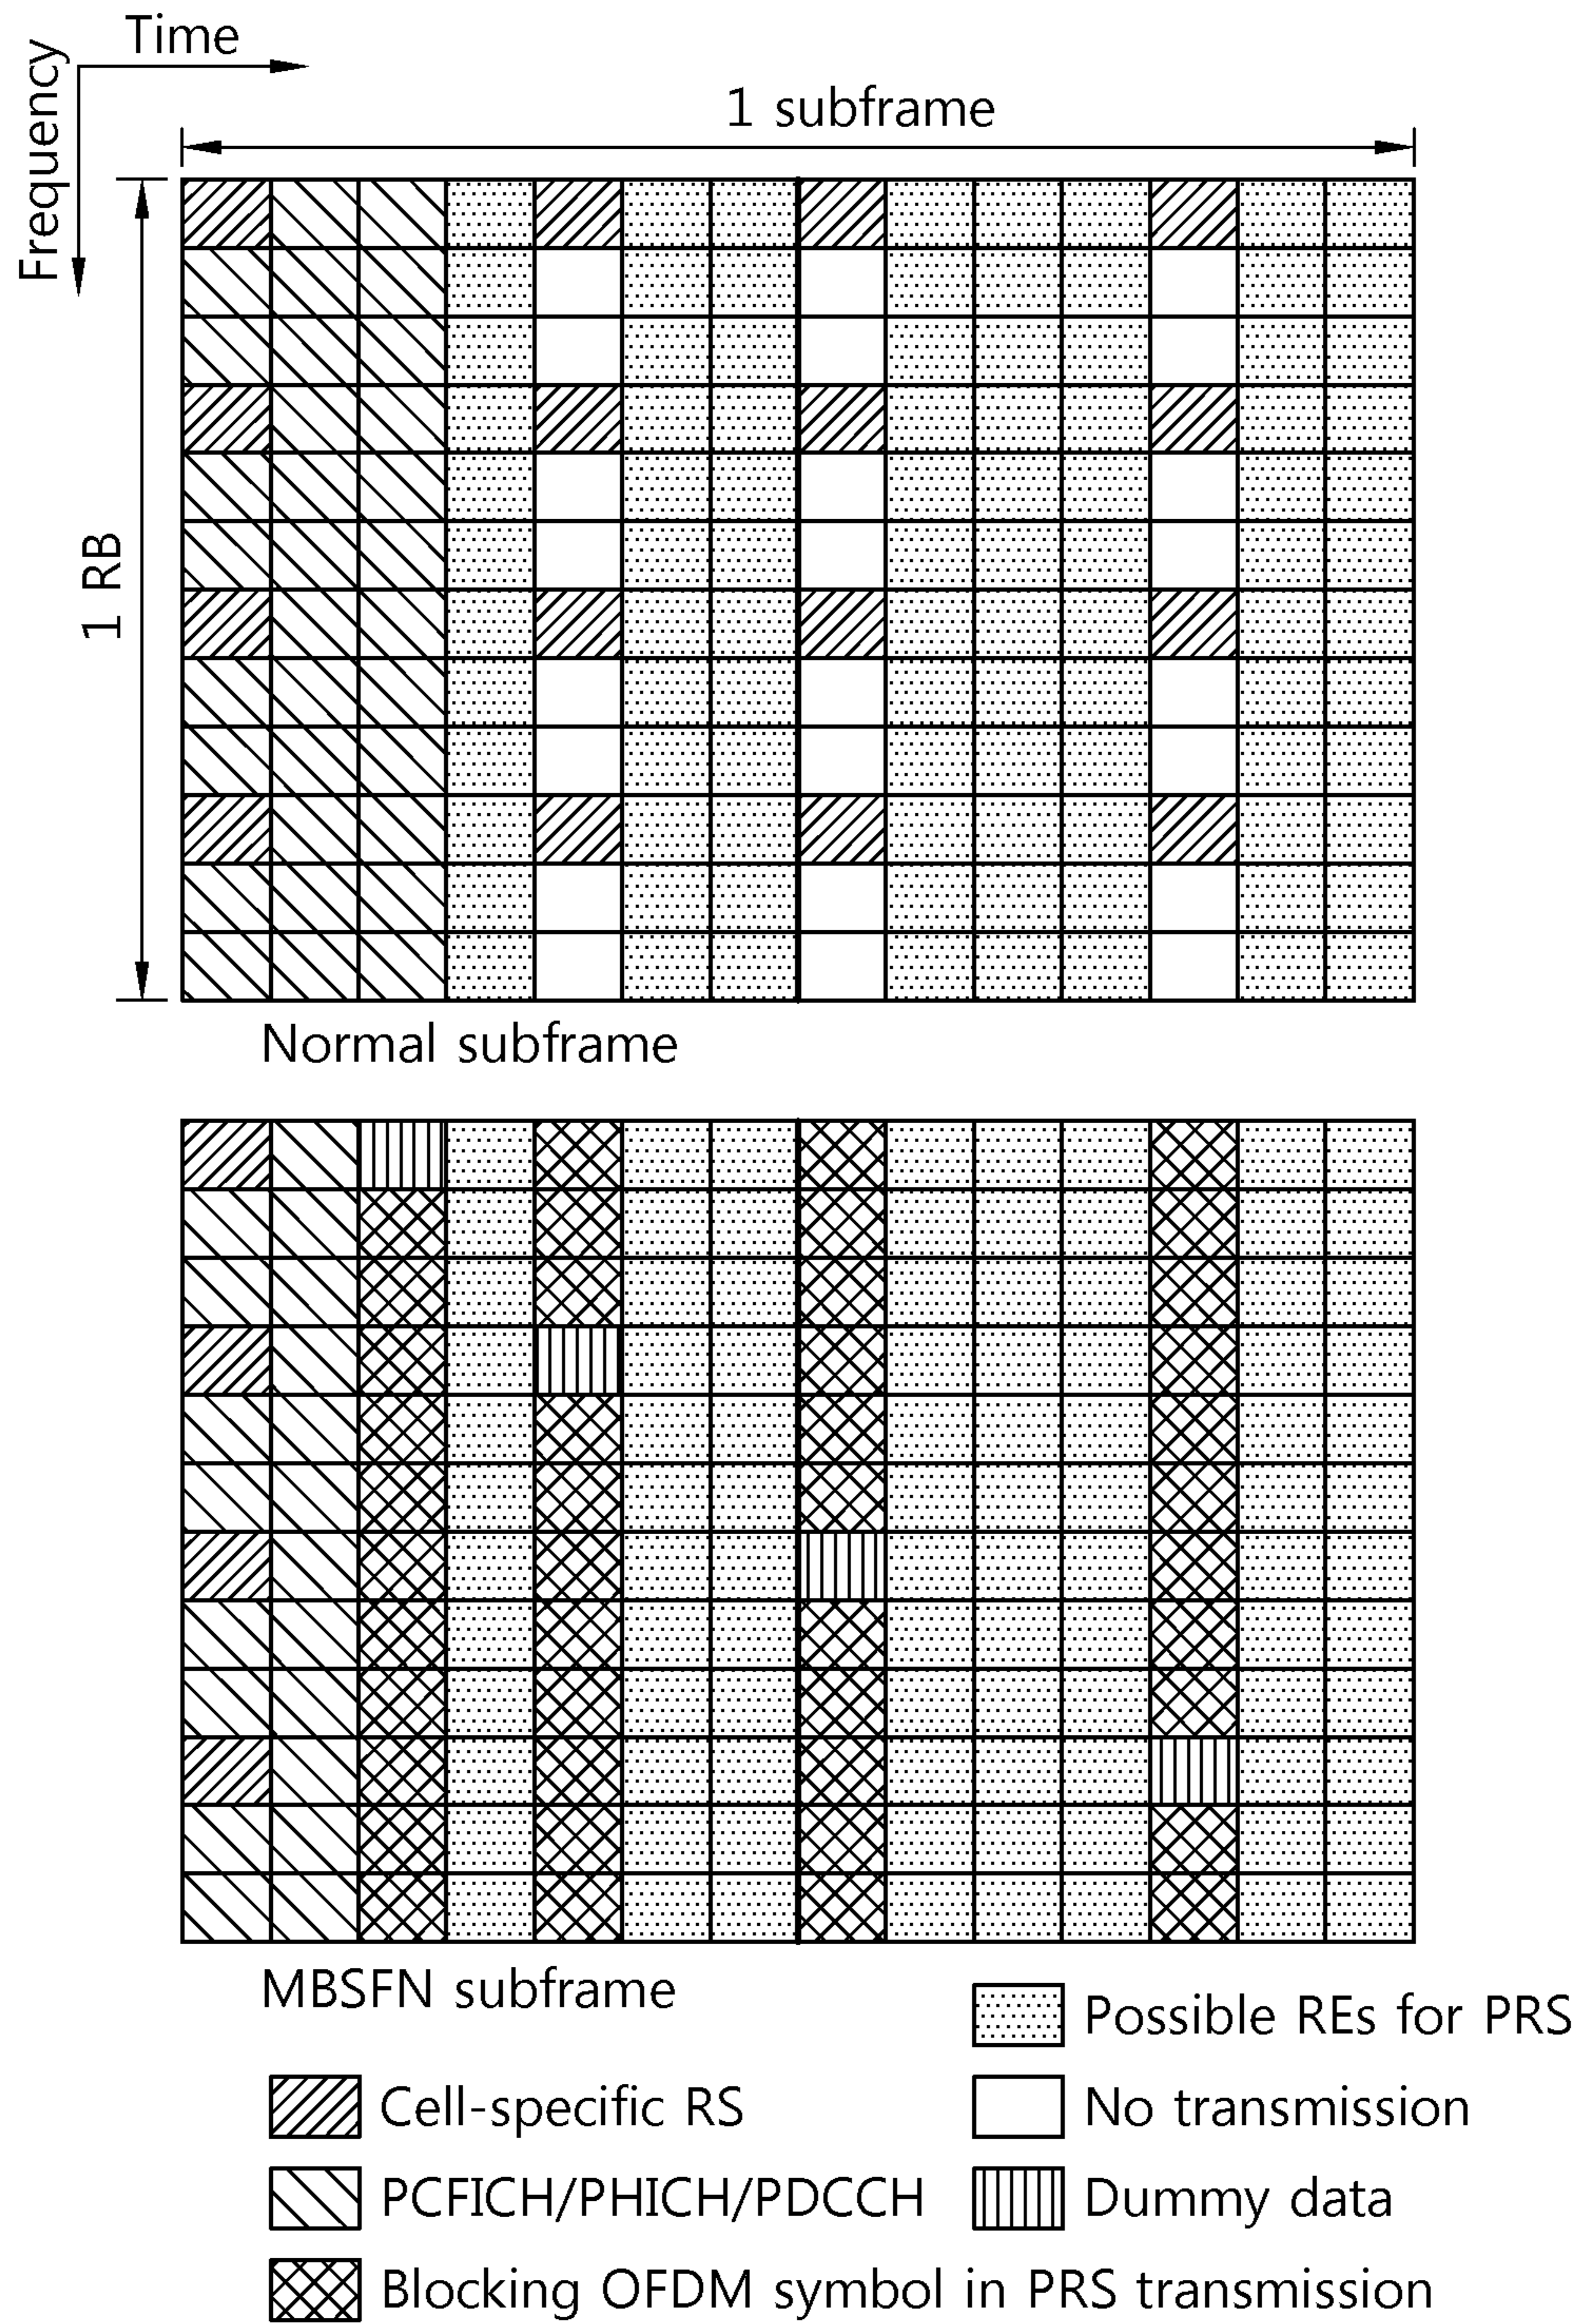 Time
Frequency
1 subframe
1 RB
Normal subframe
MBSFN subframe
Possible REs for PRS
Cell-specific RS
No transmission
PCFICH/PHICH/PDCCH
Dummy data
Blocking OFDM symbol in PRS transmission